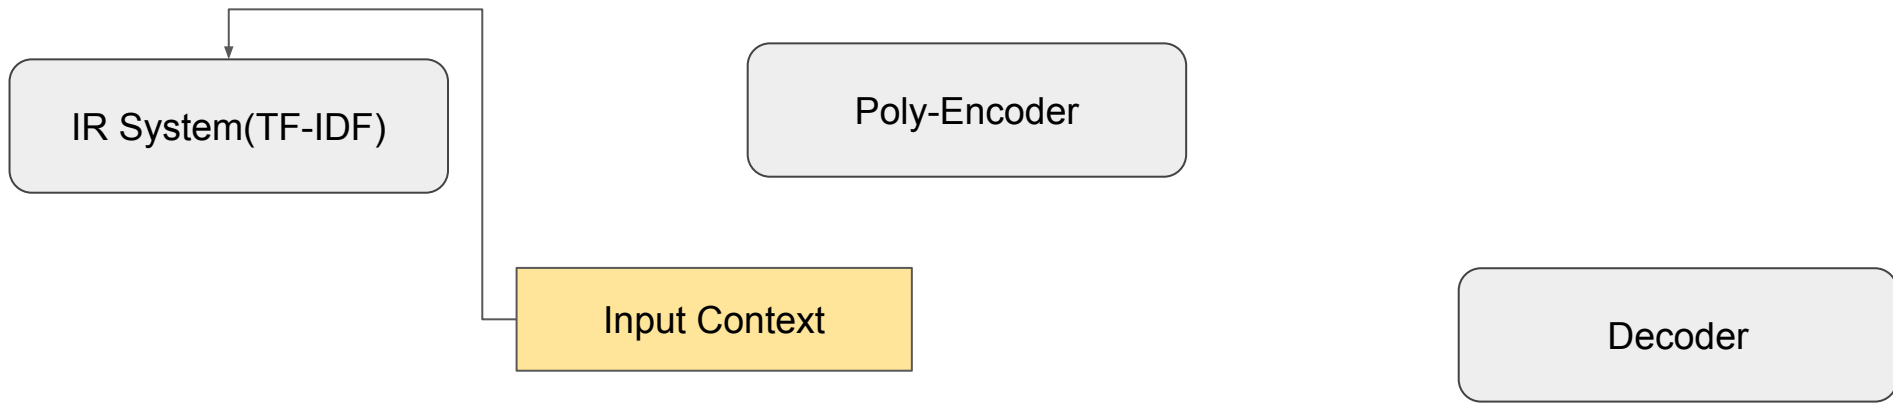 IR System(TF-IDF)
Poly-Encoder
Input Context
Decoder